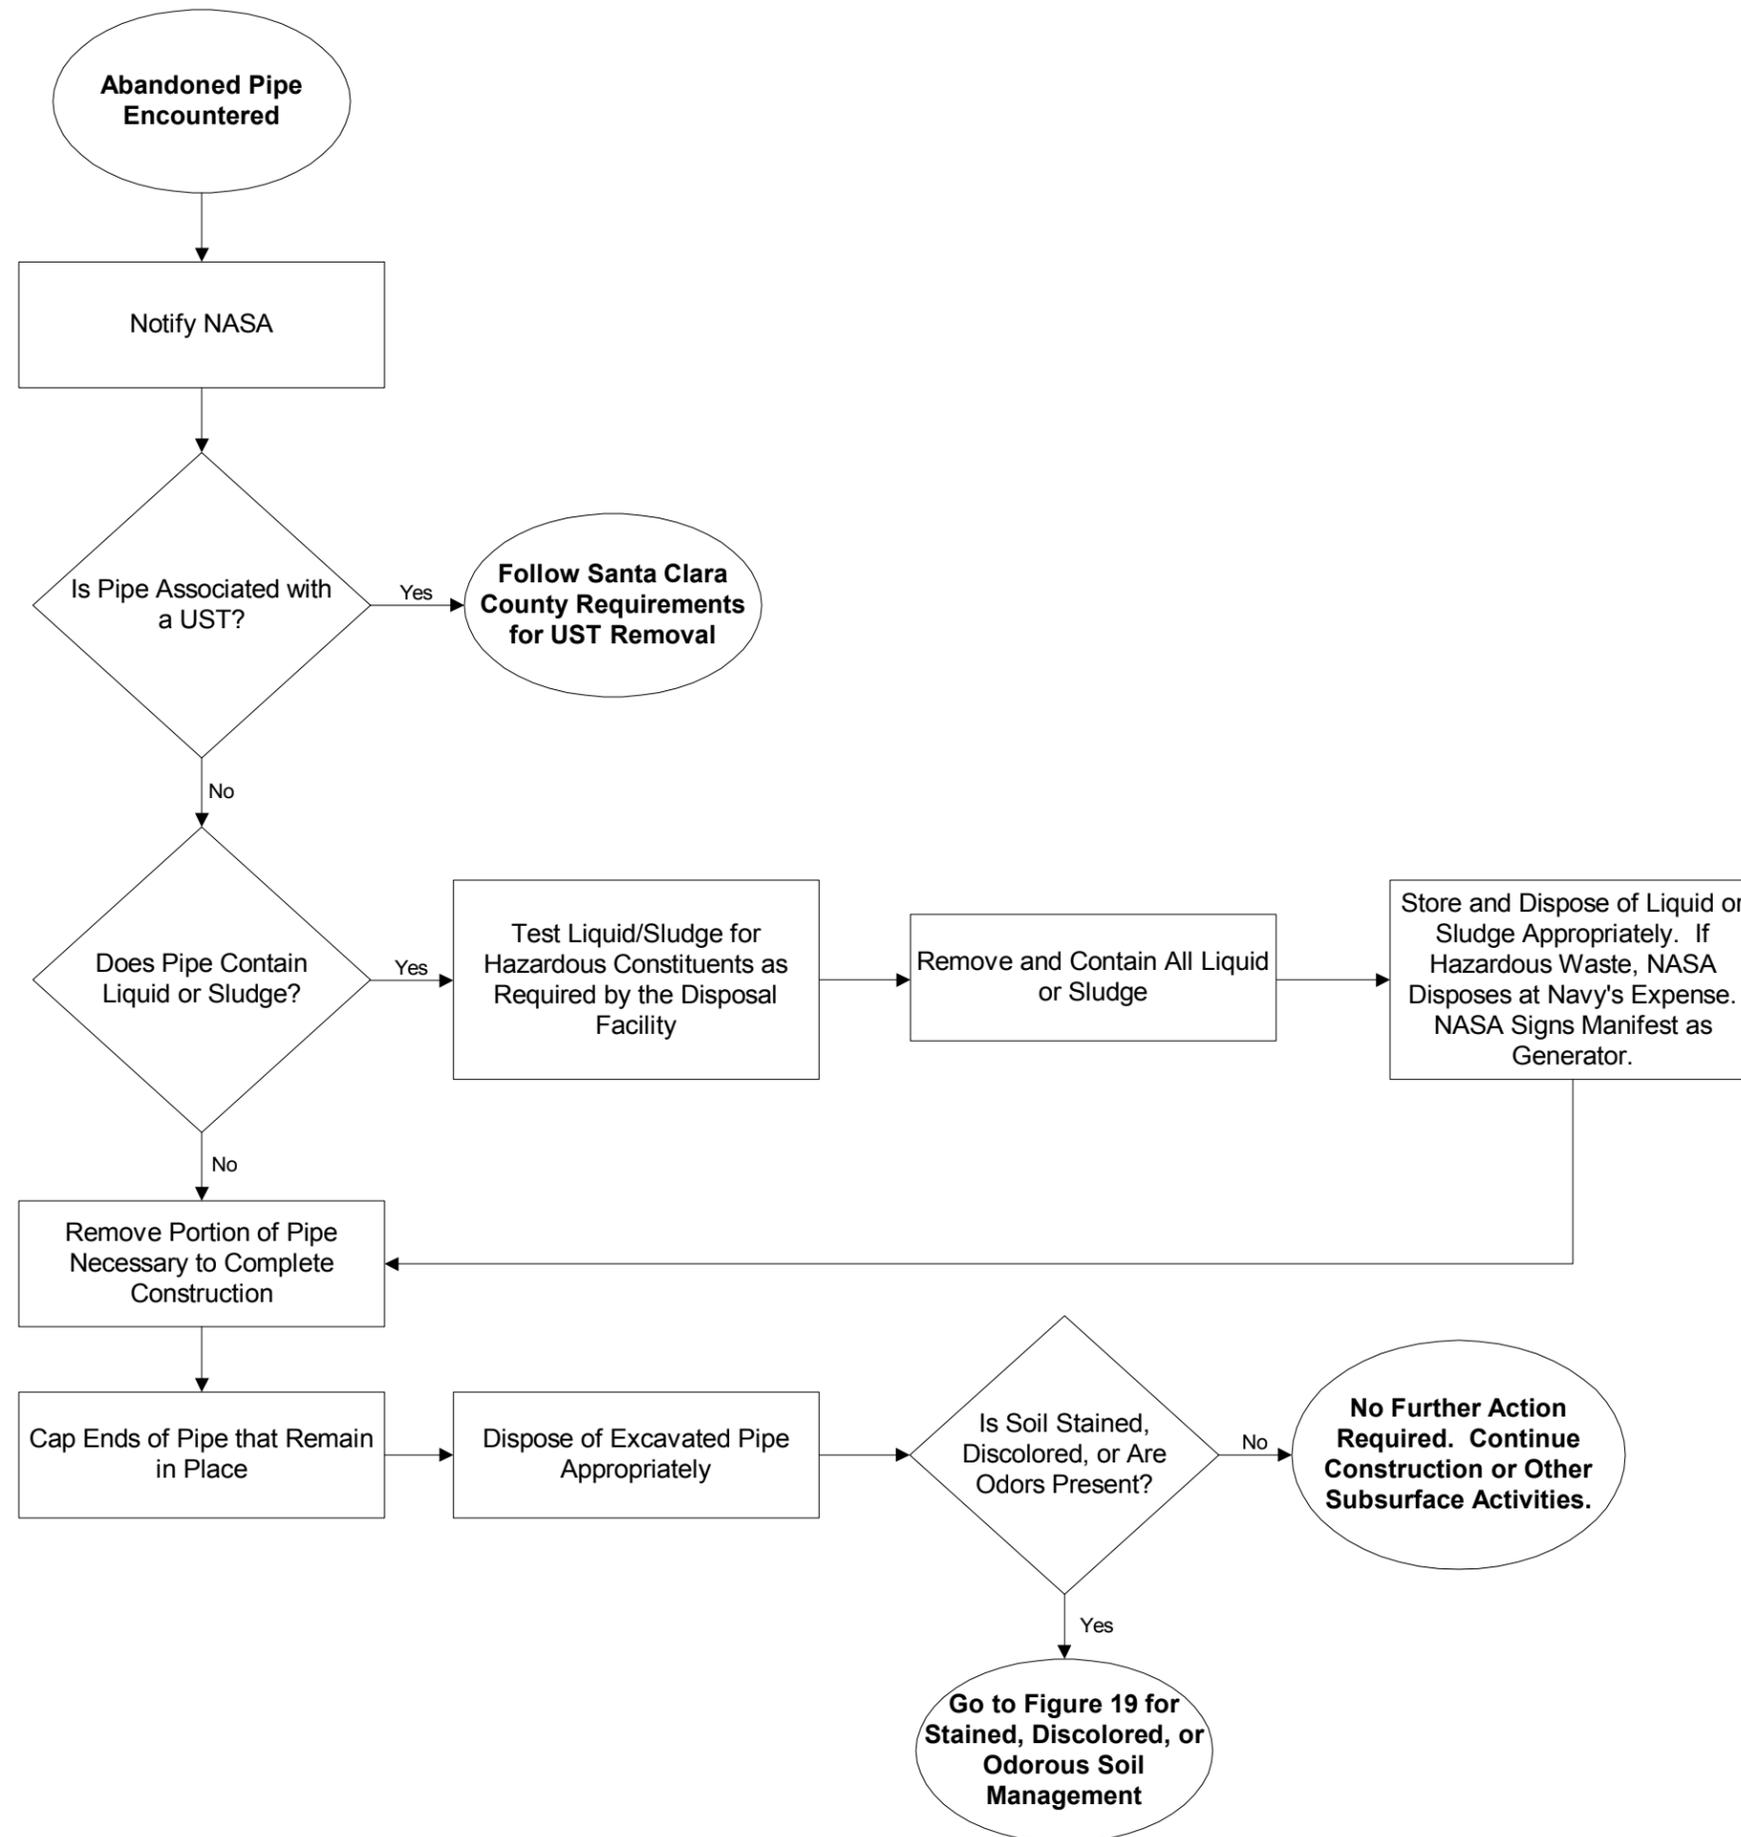 Abandoned Pipe
Encountered
Notify NASA
Is Pipe Associated with
a UST?
Yes
Follow Santa Clara
County Requirements
for UST Removal
No
Does Pipe Contain
Liquid or Sludge?
Yes
Test Liquid/Sludge for
Hazardous Constituents as
Required by the Disposal
Facility
Remove and Contain All Liquid
or Sludge
Store and Dispose of Liquid or
Sludge Appropriately.  If
Hazardous Waste, NASA
Disposes at Navy's Expense.
NASA Signs Manifest as
Generator.
No
Remove Portion of Pipe
Necessary to Complete
Construction
Cap Ends of Pipe that Remain
in Place
Dispose of Excavated Pipe
Appropriately
Is Soil Stained,
Discolored, or Are
Odors Present?
No
No Further Action
Required.  Continue
Construction or Other
Subsurface Activities.
Yes
Go to Figure 19 for
Stained, Discolored, or
Odorous Soil
Management